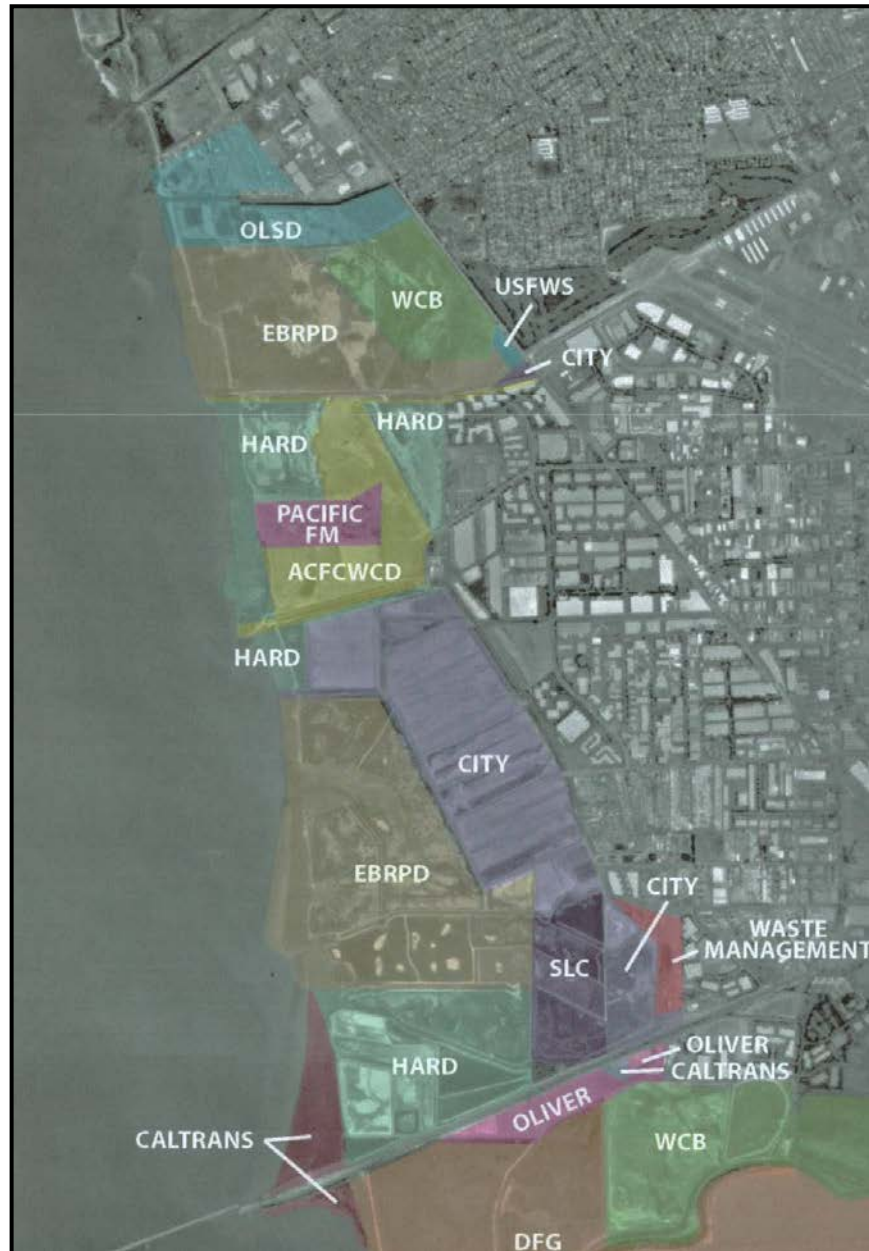 OLSD
WCB
USFWS
EBRPD
CITY
HARD
HARD
PACIFIC
FM
ACFCWCD
HARD
CITY
EBRPD
CITY
WASTE
MANAGEMENT
SLC
OLIVER
CALTRANS
HARD
OLIVER
CALTRANS
WCB
DFG